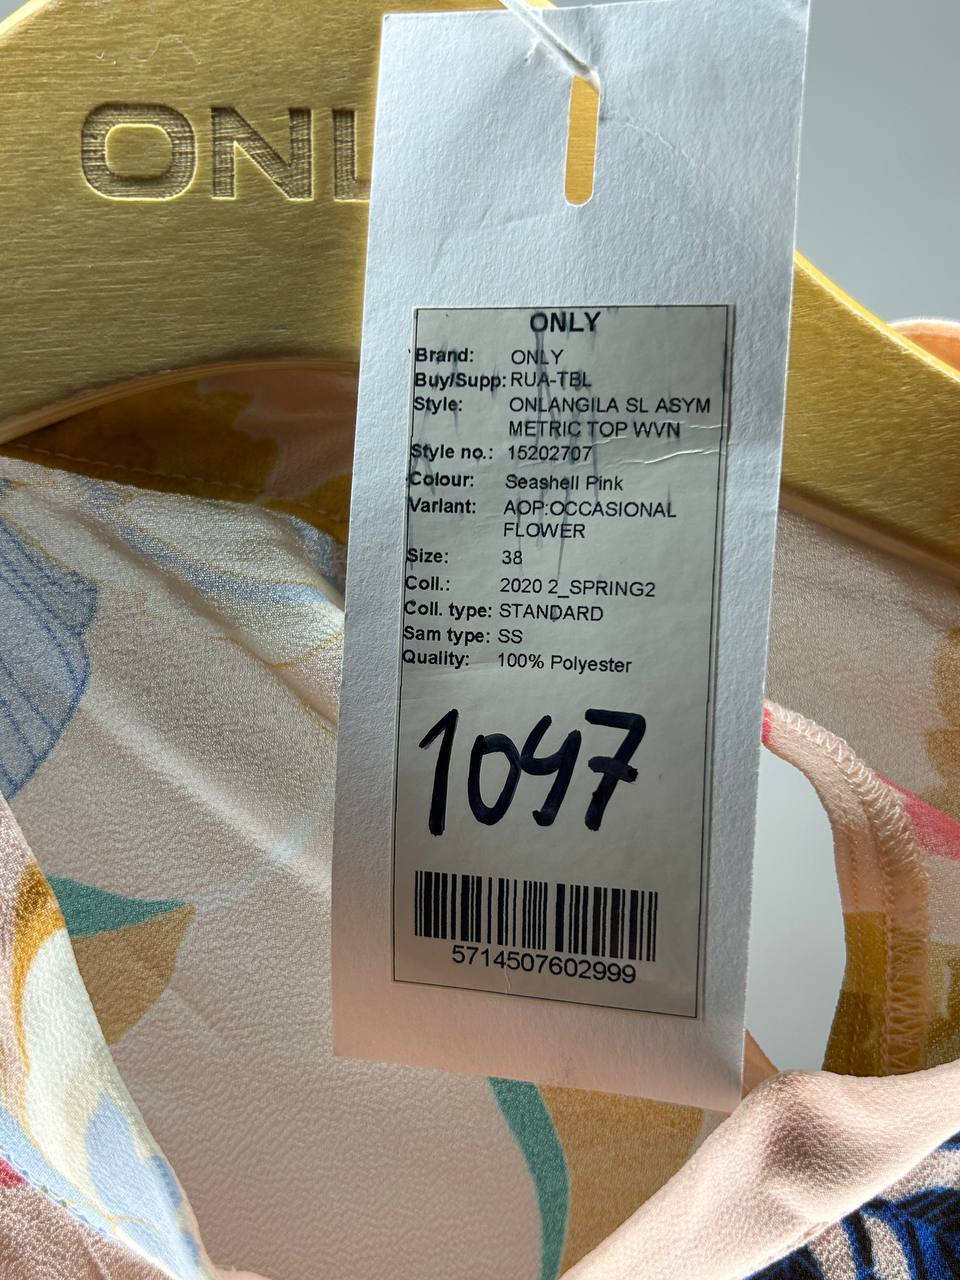 ONL
ONLY
Brand: ONLY
Buy/Supp: RUA-TBL
Style: ONLANGILA SL ASYM
METRIC TOP WVN
Style no.: 15202707
Colour: Seashell Pink
Variant: AOP:OCCASIONAL
FLOWER
Size: 38
Coll.: 2020 2_SPRING2
Coll. type: STANDARD
Sam type: SS
Quality: 100% Polyester
1047
5714507602999